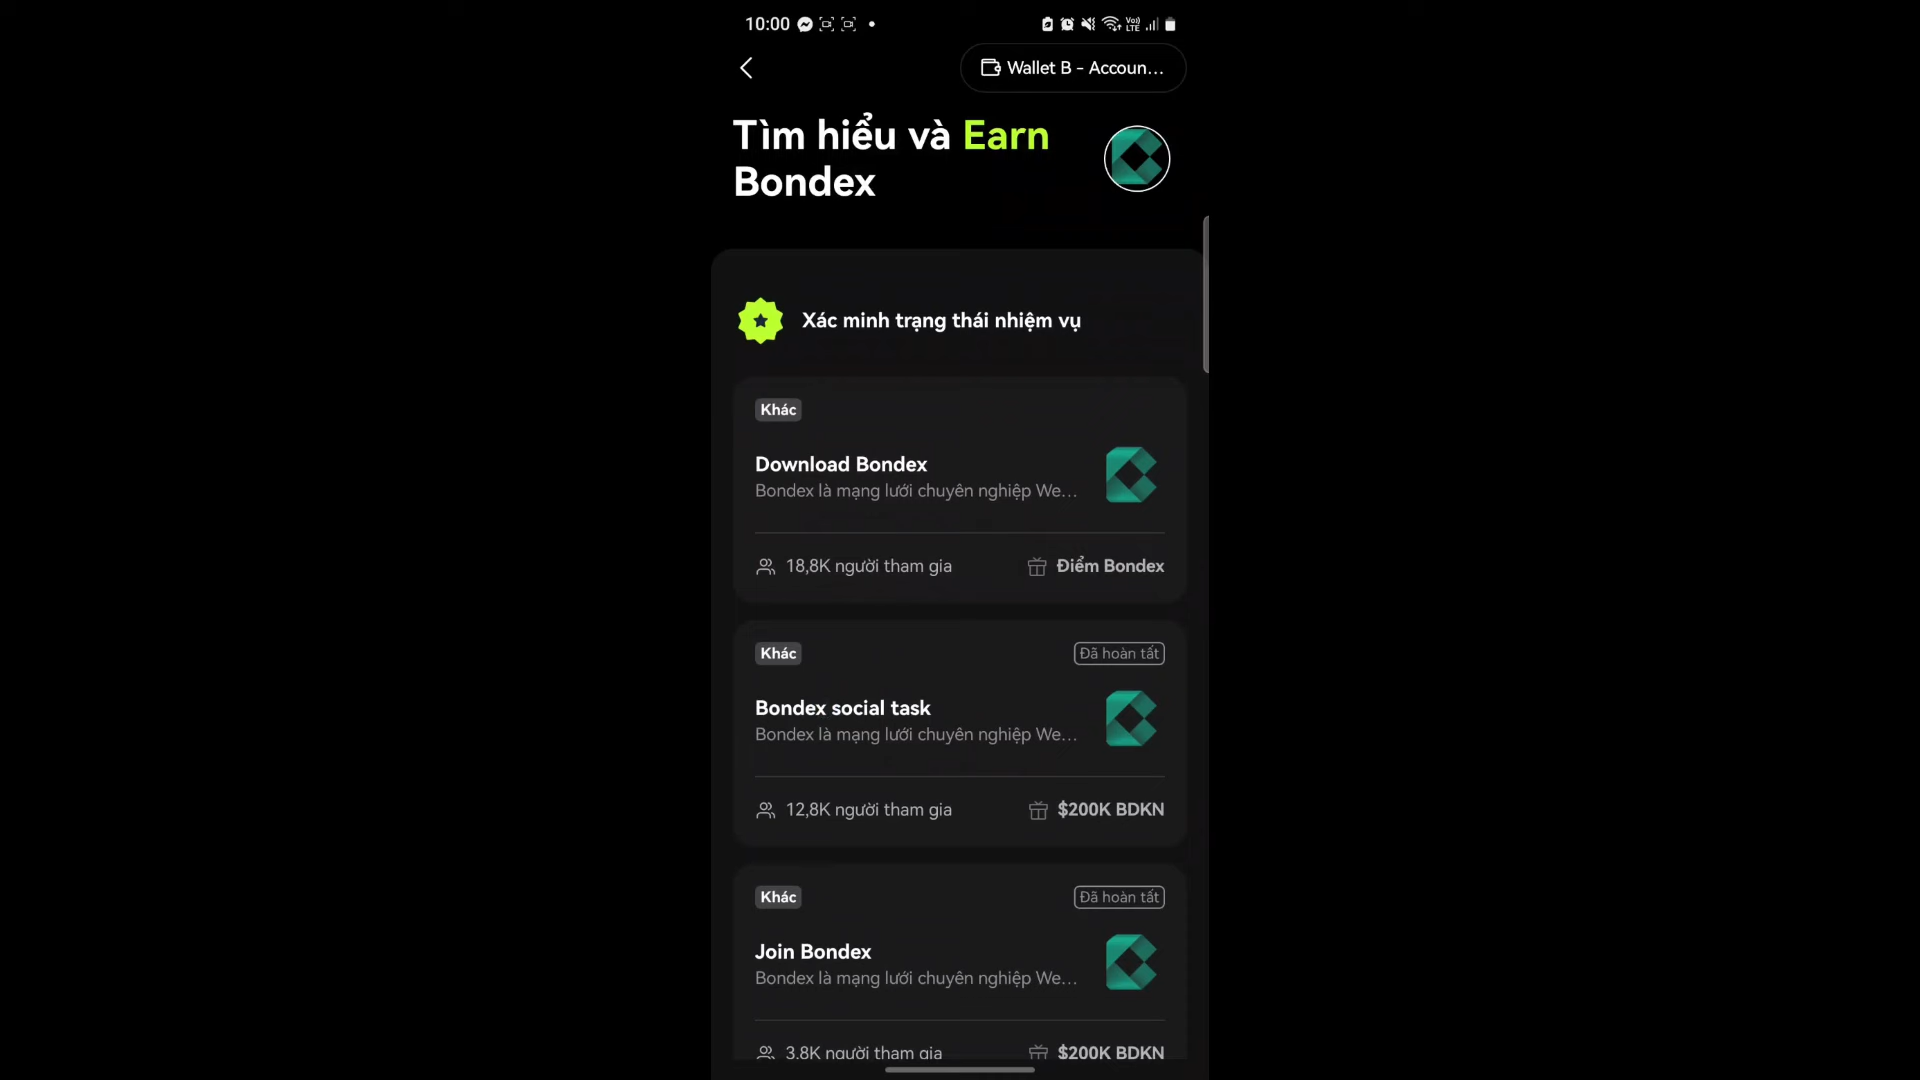 10:00
Vo)) LTE
Wallet B - Accoun...
Tìm hiểu và Earn
Bondex
Xác minh trạng thái nhiệm vụ
Khác
Download Bondex
Bondex là mạng lưới chuyên nghiệp We...
18,8K người tham gia
Điểm Bondex
Khác
Đã hoàn tất
Bondex social task
Bondex là mạng lưới chuyên nghiệp We...
12,8K người tham gia
$200K BDKN
Khác
Đã hoàn tất
Join Bondex
Bondex là mạng lưới chuyên nghiệp We...
3,8K người tham gia
$200K BDKN